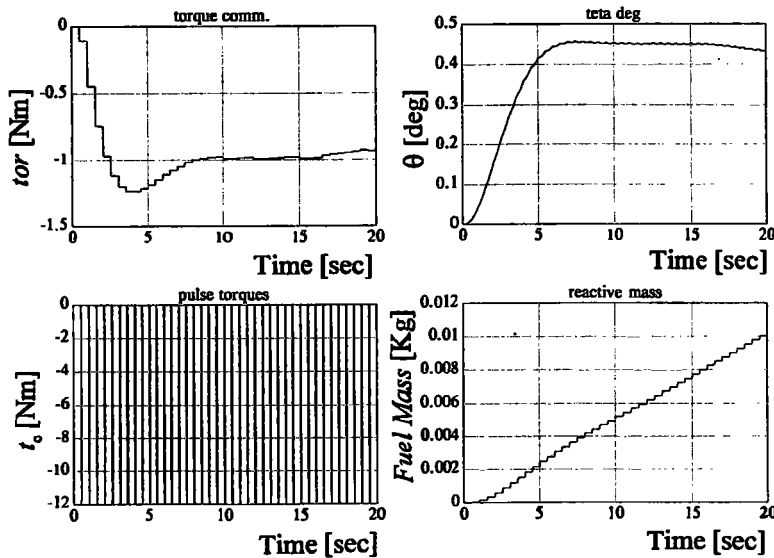 torque comm.
tor [Nm]
0
-0.5
-1
-1.5
0 5 10 15 20
Time [sec]
teta deg
θ [deg]
0.5
0.4
0.3
0.2
0.1
0
0 5 10 15 20
Time [sec]
pulse torques
tc [Nm]
0
-2
-4
-6
-8
-10
-12
0 5 10 15 20
Time [sec]
reactive mass
Fuel Mass [Kg]
0.012
0.01
0.008
0.006
0.004
0.002
0
0 5 10 15 20
Time [sec]